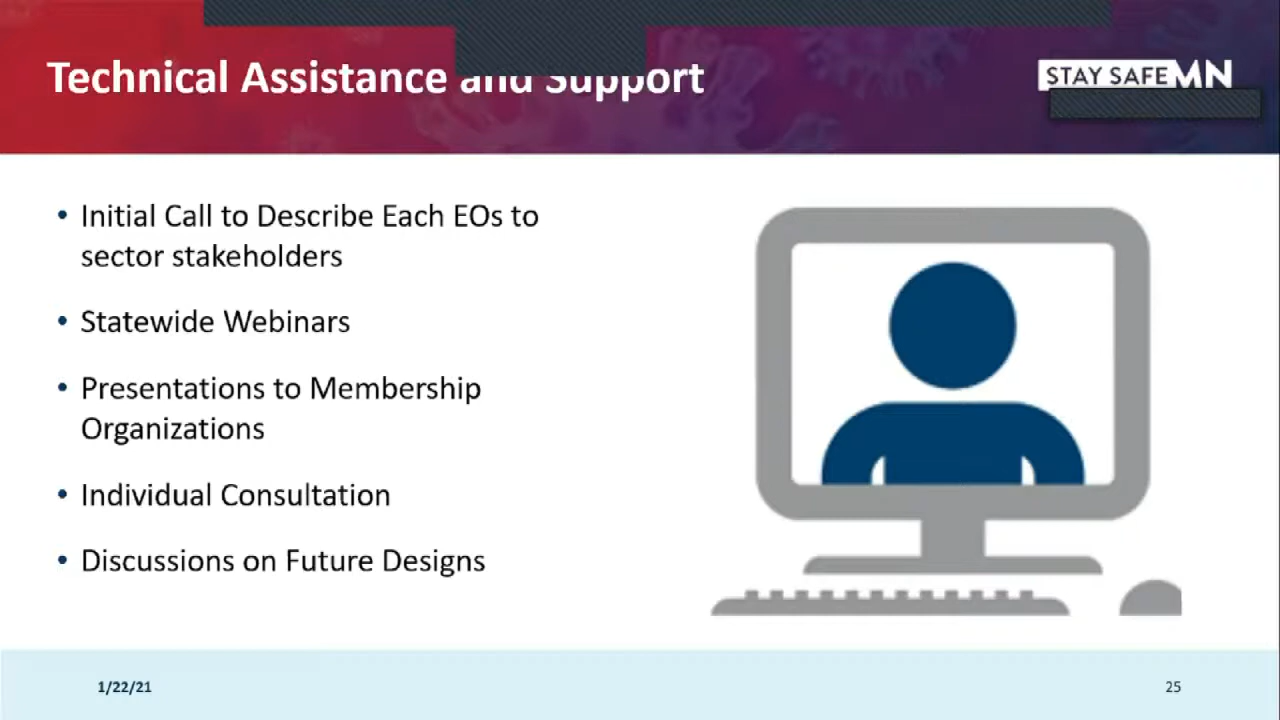 Technical Assistance and Support
STAY SAFE MN
• Initial Call to Describe Each EOs to
sector stakeholders
• Statewide Webinars
• Presentations to Membership
Organizations
• Individual Consultation
• Discussions on Future Designs
1/22/21
25